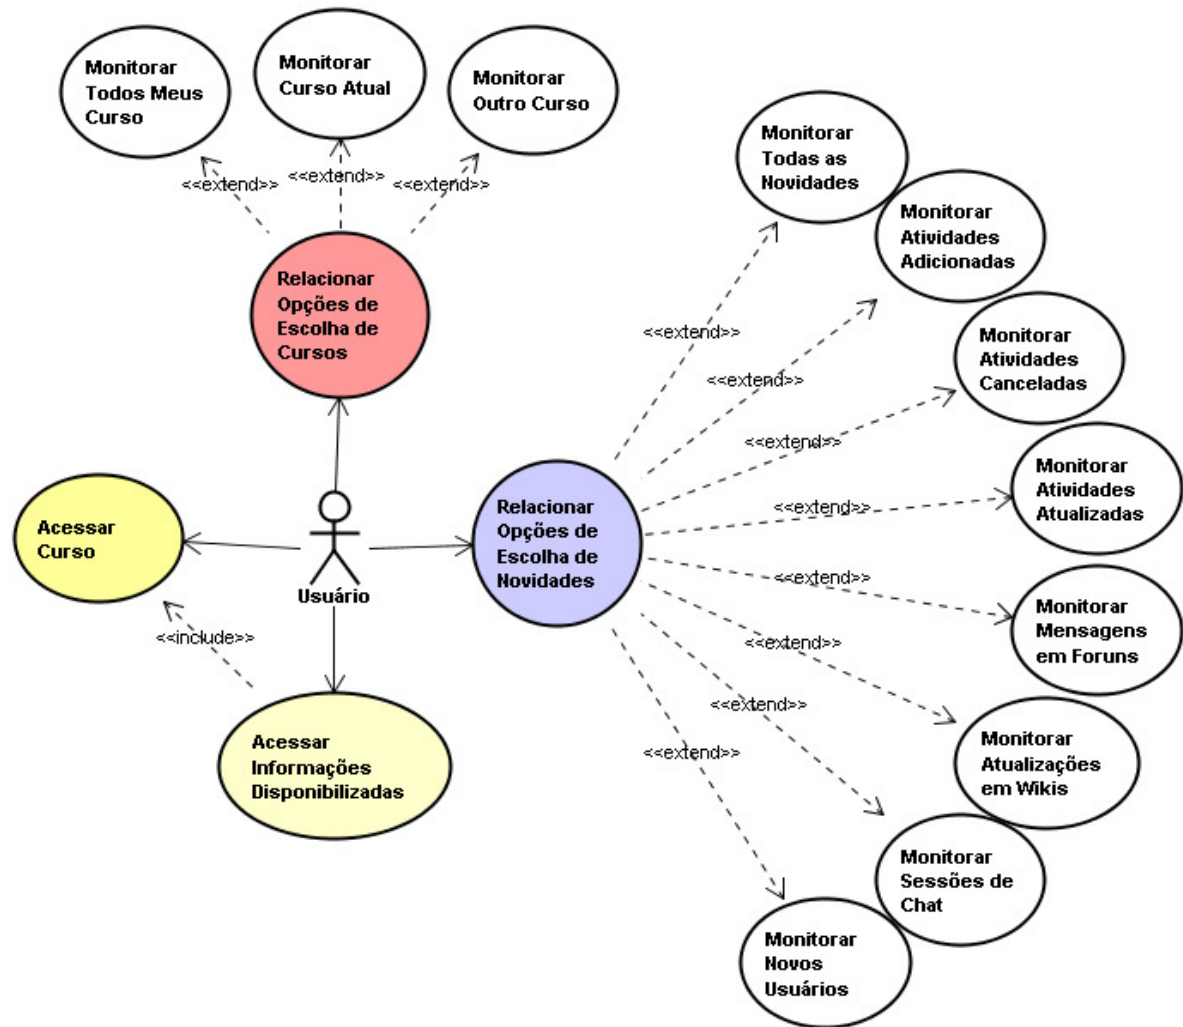 Monitorar
Todos Meus
Curso
Monitorar
Curso Atual
Monitorar
Outro Curso
<<extend>>
<<extend>>
<<extend>>
Relacionar
Opções de
Escolha de
Cursos
Acessar
Curso
Usuário
<<include>>
Acessar
Informações
Disponibilizadas
Relacionar
Opções de
Escolha de
Novidades
<<extend>>
<<extend>>
<<extend>>
<<extend>>
<<extend>>
<<extend>>
<<extend>>
<<extend>>
Monitorar
Todas as
Novidades
Monitorar
Atividades
Adicionadas
Monitorar
Atividades
Canceladas
Monitorar
Atividades
Atualizadas
Monitorar
Mensagens
em Foruns
Monitorar
Atualizações
em Wikis
Monitorar
Sessões de
Chat
Monitorar
Novos
Usuários